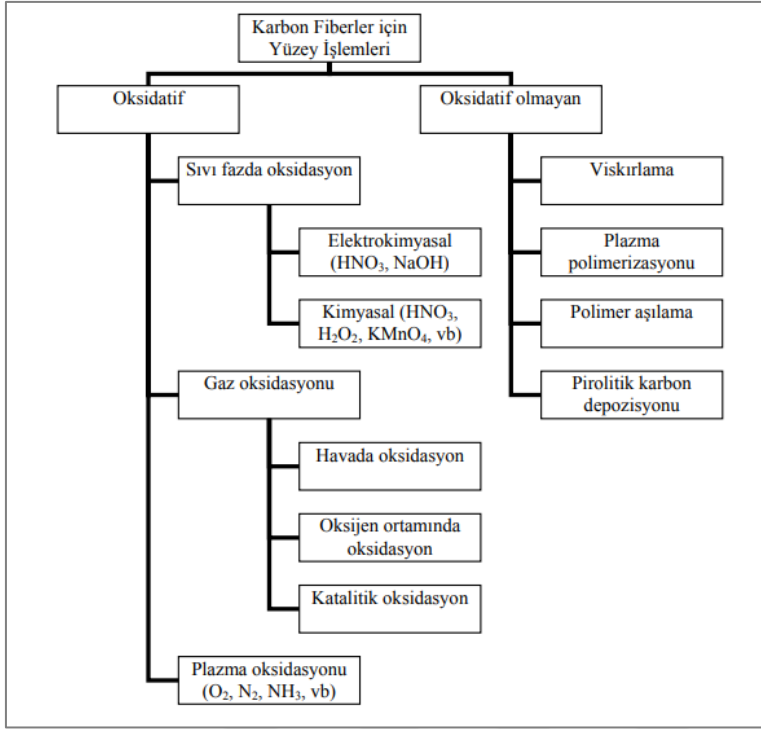 Karbon Fiberler için
Yüzey İşlemleri
Oksidatif
Oksidatif olmayan
Sıvı fazda oksidasyon
Elektrokimyasal
(HNO₃, NaOH)
Kimyasal (HNO₃,
H₂O₂, KMnO₄, vb)
Gaz oksidasyonu
Havada oksidasyon
Oksijen ortamında
oksidasyon
Katalitik oksidasyon
Plazma oksidasyonu
(O₂, N₂, NH₃, vb)
Viskırlama
Plazma
polimerizasyonu
Polimer aşılama
Pirolitik karbon
depozisyonu